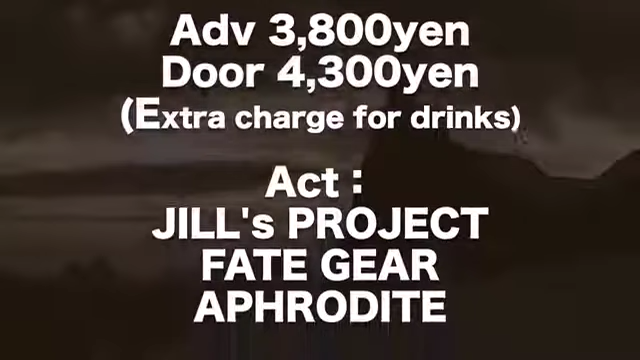 Adv 3,800yen
Door 4,300yen
(Extra charge for drinks)
Act：
JILL's PROJECT
FATE GEAR
APHRODITE